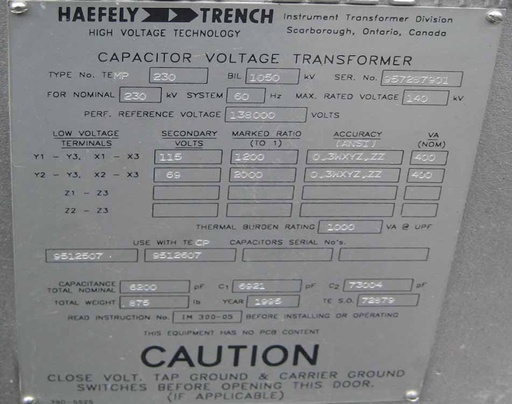 HAEFELY TRENCH Instrument Transformer Division
HIGH VOLTAGE TECHNOLOGY Scarborough, Ontario, Canada
CAPACITOR VOLTAGE TRANSFORMER
TYPE No. TEMP 230 BIL 1050 kV SER. No. 957287901
FOR NOMINAL 230 kV SYSTEM 60 Hz MAX. RATED VOLTAGE 140 kV
PERF. REFERENCE VOLTAGE 138000 VOLTS
LOW VOLTAGE SECONDARY MARKED RATIO ACCURACY VA
TERMINALS VOLTS (TO 1) (ANSI) (NOM)
Y1 - Y3, X1 - X3 115 1200 0.3WXYZ,ZZ 400
Y2 - Y3, X2 - X3 69 2000 0.3WXYZ,ZZ 400
Z1 - Z3
Z2 - Z3
THERMAL BURDEN RATING 1000 VA @ UPF
USE WITH TECP CAPACITORS SERIAL No's.
9512507 9512607
CAPACITANCE
TOTAL NOMINAL 6200 pF C1 6921 pF C2 73004 pF
TOTAL WEIGHT 875 lb YEAR 1995 TE S.O. 72879
READ INSTRUCTION No. IM 300-05 BEFORE INSTALLING OR OPERATING
THIS EQUIPMENT HAS NO PCB CONTENT
CAUTION
CLOSE VOLT. TAP GROUND & CARRIER GROUND
SWITCHES BEFORE OPENING THIS DOOR.
(IF APPLICABLE)